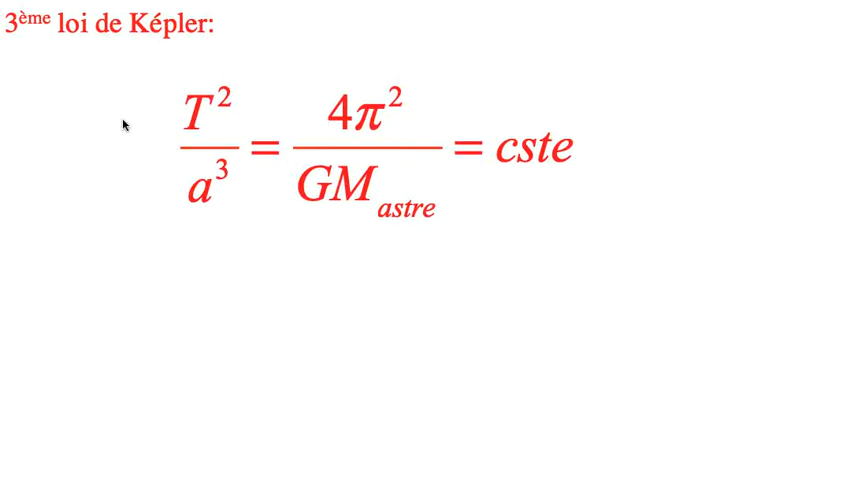 3ème loi de Képler:
T²/a³ = 4π²/GM_astre = cste